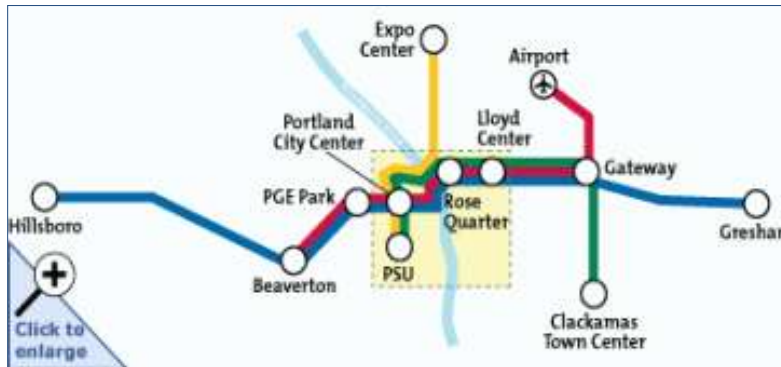 Expo
Center
Airport
Portland
City Center
Lloyd
Center
Gateway
PGE Park
Hillsboro
Rose
Quarter
Gresham
Beaverton
PSU
Clackamas
Town Center
Click to
enlarge